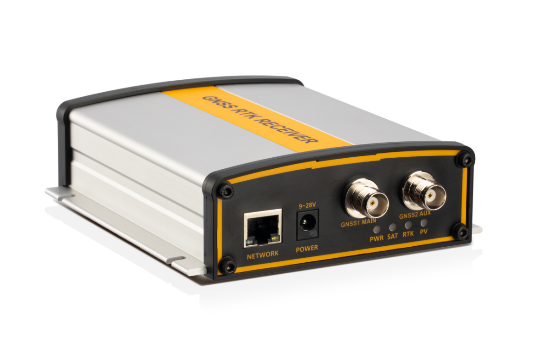 GNSS RTK RECEIVER
9~28V
GNSS1 MAIN
GNSS2 AUX
PWR SAT RTK PV
NETWORK
POWER